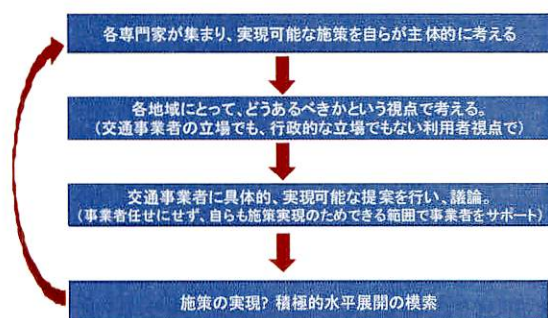 各専門家が集まり、実現可能な施策を自らが主体的に考える
各地域にとって、どうあるべきかという視点で考える。
(交通事業者の立場でも、行政的な立場でもない利用者視点で)
交通事業者に具体的、実現可能な提案を行い、議論。
(事業者任せにせず、自らも施策実現のためできる範囲で事業者をサポート)
施策の実現? 積極的水平展開の模索